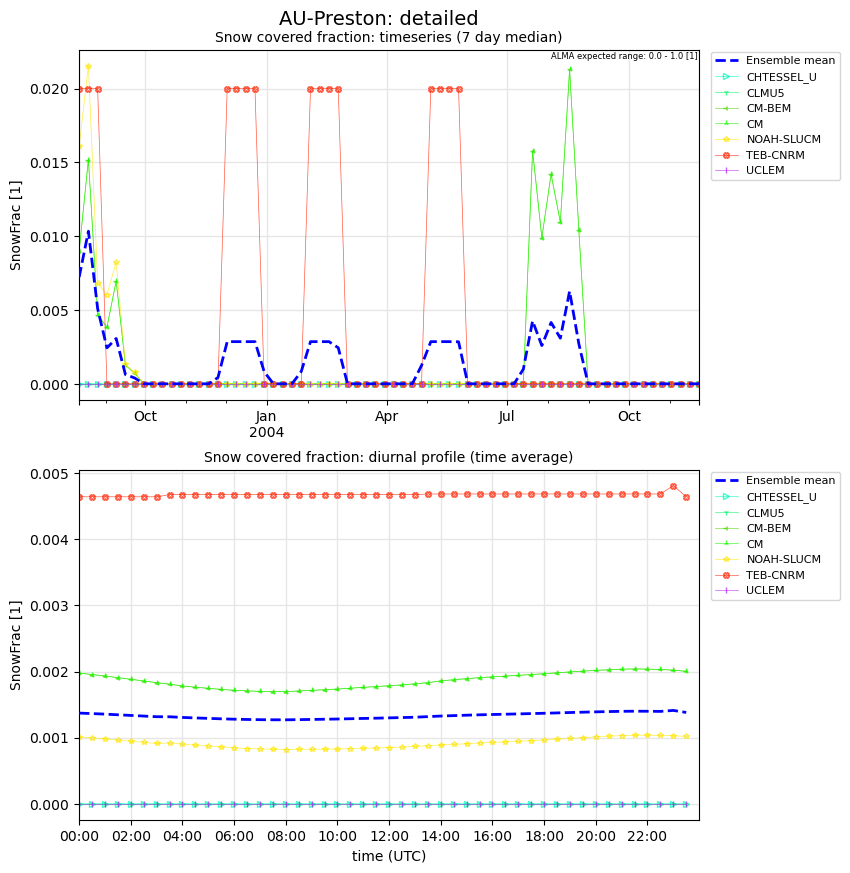 AU-Preston: detailed
Snow covered fraction: timeseries (7 day median)
ALMA expected range: 0.0 - 1.0 [1]
SnowFrac [1]
0.020
0.015
0.010
0.005
0.000
Oct
Jan
2004
Apr
Jul
Oct
Ensemble mean
CHTESSEL_U
CLMU5
CM-BEM
CM
NOAH-SLUCM
TEB-CNRM
UCLEM
Snow covered fraction: diurnal profile (time average)
SnowFrac [1]
0.005
0.004
0.003
0.002
0.001
0.000
00:00
02:00
04:00
06:00
08:00
10:00
12:00
14:00
16:00
18:00
20:00
22:00
time (UTC)
Ensemble mean
CHTESSEL_U
CLMU5
CM-BEM
CM
NOAH-SLUCM
TEB-CNRM
UCLEM